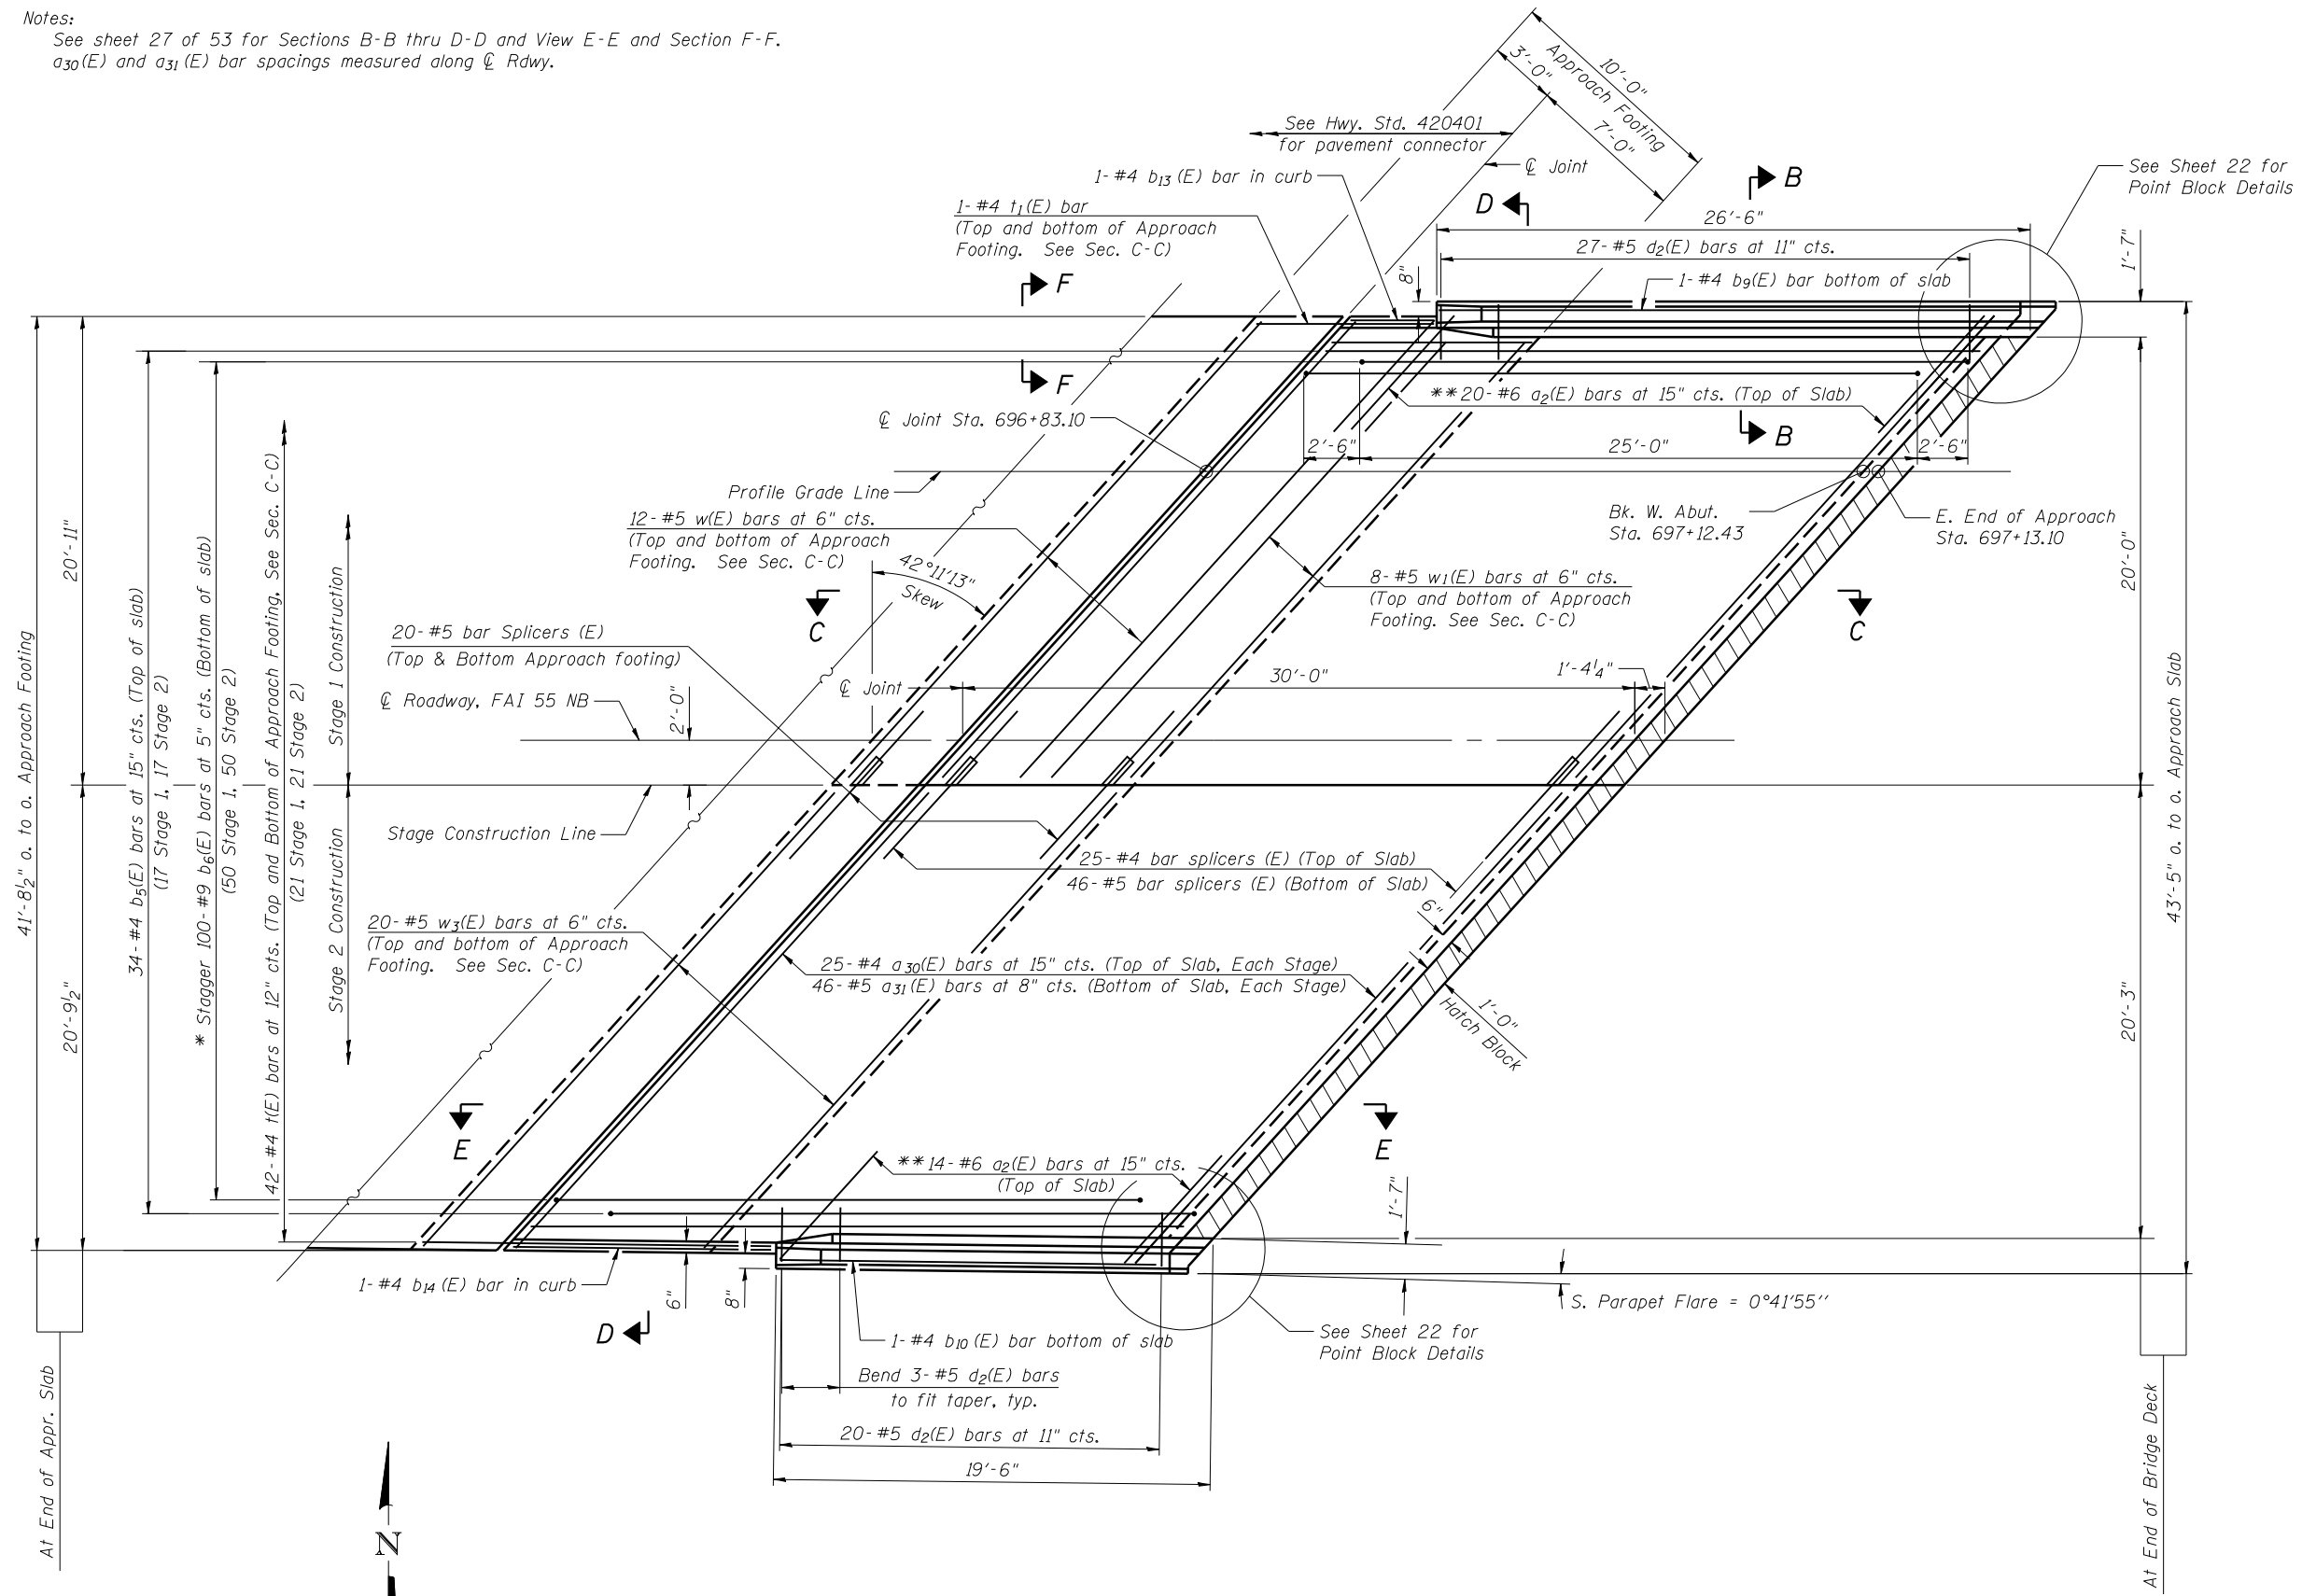 Notes:
See sheet 27 of 53 for Sections B-B thru D-D and View E-E and Section F-F.
a30(E) and a31(E) bar spacings measured along ℄ Rdwy.
10'-0"
3'-0"
Approach Footing
7'-0"
See Hwy. Std. 420401
for pavement connector
℄ Joint
1-#4 b13(E) bar in curb
1-#4 t1(E) bar
(Top and bottom of Approach
Footing. See Sec. C-C)
D
B
See Sheet 22 for
Point Block Details
26'-6"
27-#5 d2(E) bars at 11" cts.
1-#4 b9(E) bar bottom of slab
8"
1'-7"
F
F
**20-#6 a2(E) bars at 15" cts. (Top of Slab)
℄ Joint Sta. 696+83.10
B
2'-6"
25'-0"
2'-6"
Profile Grade Line
12-#5 w(E) bars at 6" cts.
(Top and bottom of Approach
Footing. See Sec. C-C)
Bk. W. Abut.
Sta. 697+12.43
E. End of Approach
Sta. 697+13.10
42°11'13"
Skew
8-#5 w1(E) bars at 6" cts.
(Top and bottom of Approach
Footing. See Sec. C-C)
C
C
20-#5 bar Splicers (E)
(Top & Bottom Approach footing)
℄ Joint
30'-0"
1'-4¼"
℄ Roadway, FAI 55 NB
2'-0"
Stage Construction Line
41'-8½" o. to o. Approach Footing
20'-11"
20'-9½"
34-#4 b5(E) bars at 15" cts. (Top of slab)
(17 Stage 1, 17 Stage 2)
* Stagger 100-#9 b6(E) bars at 5" cts. (Bottom of slab)
(50 Stage 1, 50 Stage 2)
42-#4 t(E) bars at 12" cts. (Top and Bottom of Approach Footing, See Sec. C-C)
(21 Stage 1, 21 Stage 2)
Stage 1 Construction
Stage 2 Construction
20'-0"
20'-3"
43'-5" o. to o. Approach Slab
25-#4 bar splicers (E) (Top of Slab)
46-#5 bar splicers (E) (Bottom of Slab)
6"
20-#5 w3(E) bars at 6" cts.
(Top and bottom of Approach
Footing. See Sec. C-C)
25-#4 a30(E) bars at 15" cts. (Top of Slab, Each Stage)
46-#5 a31(E) bars at 8" cts. (Bottom of Slab, Each Stage)
1'-0"
Hatch Block
E
E
**14-#6 a2(E) bars at 15" cts.
(Top of Slab)
1'-7"
1-#4 b14(E) bar in curb
6"
8"
S. Parapet Flare = 0°41'55''
D
1-#4 b10(E) bar bottom of slab
See Sheet 22 for
Point Block Details
Bend 3-#5 d2(E) bars
to fit taper, typ.
20-#5 d2(E) bars at 11" cts.
19'-6"
At End of Appr. Slab
At End of Bridge Deck
N